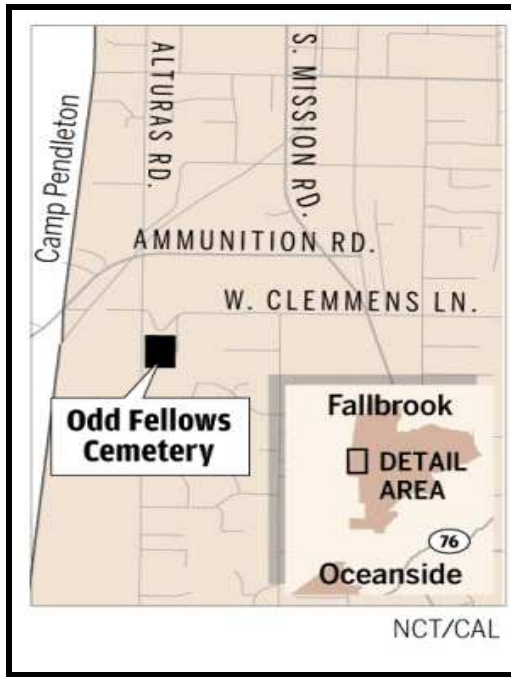 Camp Pendleton
ALTURAS RD.
S. MISSION RD.
AMMUNITION RD.
W. CLEMMENS LN.
Odd Fellows
Cemetery
Fallbrook
DETAIL
AREA
76
Oceanside
NCT/CAL